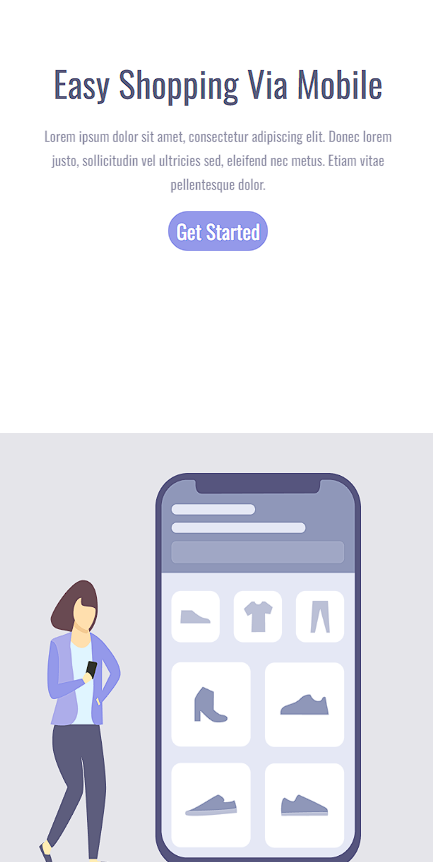 Easy Shopping Via Mobile
Lorem ipsum dolor sit amet, consectetur adipiscing elit. Donec lorem
justo, sollicitudin vel ultricies sed, eleifend nec metus. Etiam vitae
pellentesque dolor.
Get Started